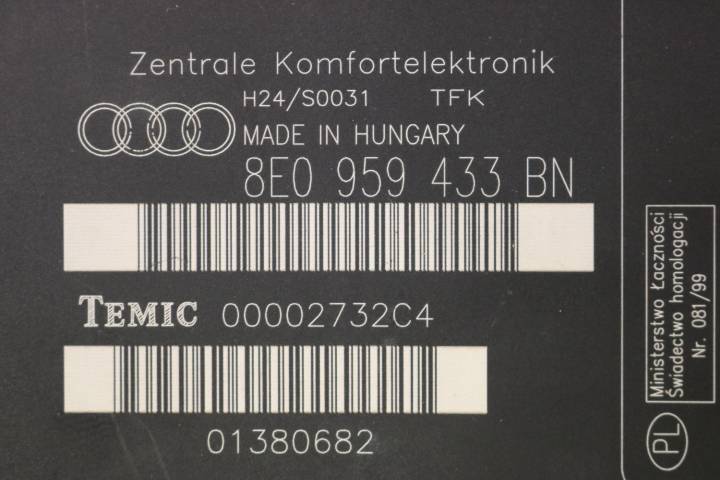 Zentrale Komfortelektronik
H24/S0031 TFK
MADE IN HUNGARY
8E0 959 433 BN
TEMIC 00002732C4
01380682
Ministerstwo Łaczności
Świadectwo homologacji
Nr. 081/99
PL